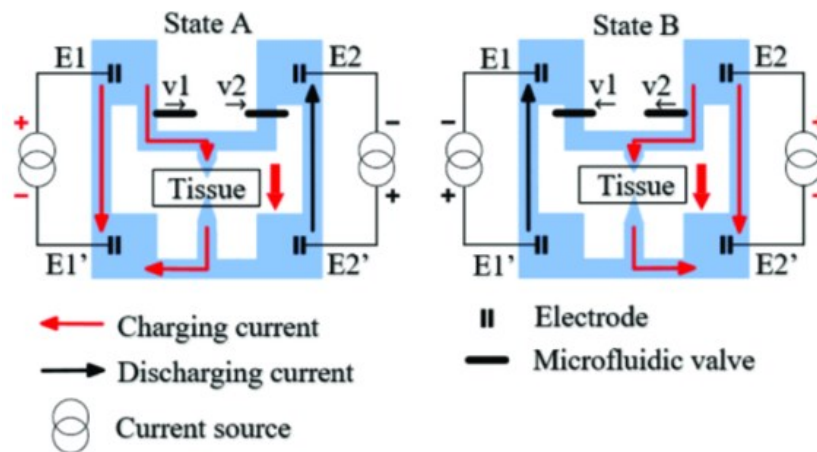 State A
State B
E1
E2
v1
v2
+
−
−
+
Tissue
E1'
E2'
E1
E2
v1
v2
−
+
+
−
Tissue
E1'
E2'
Charging current
Discharging current
Current source
Electrode
Microfluidic valve